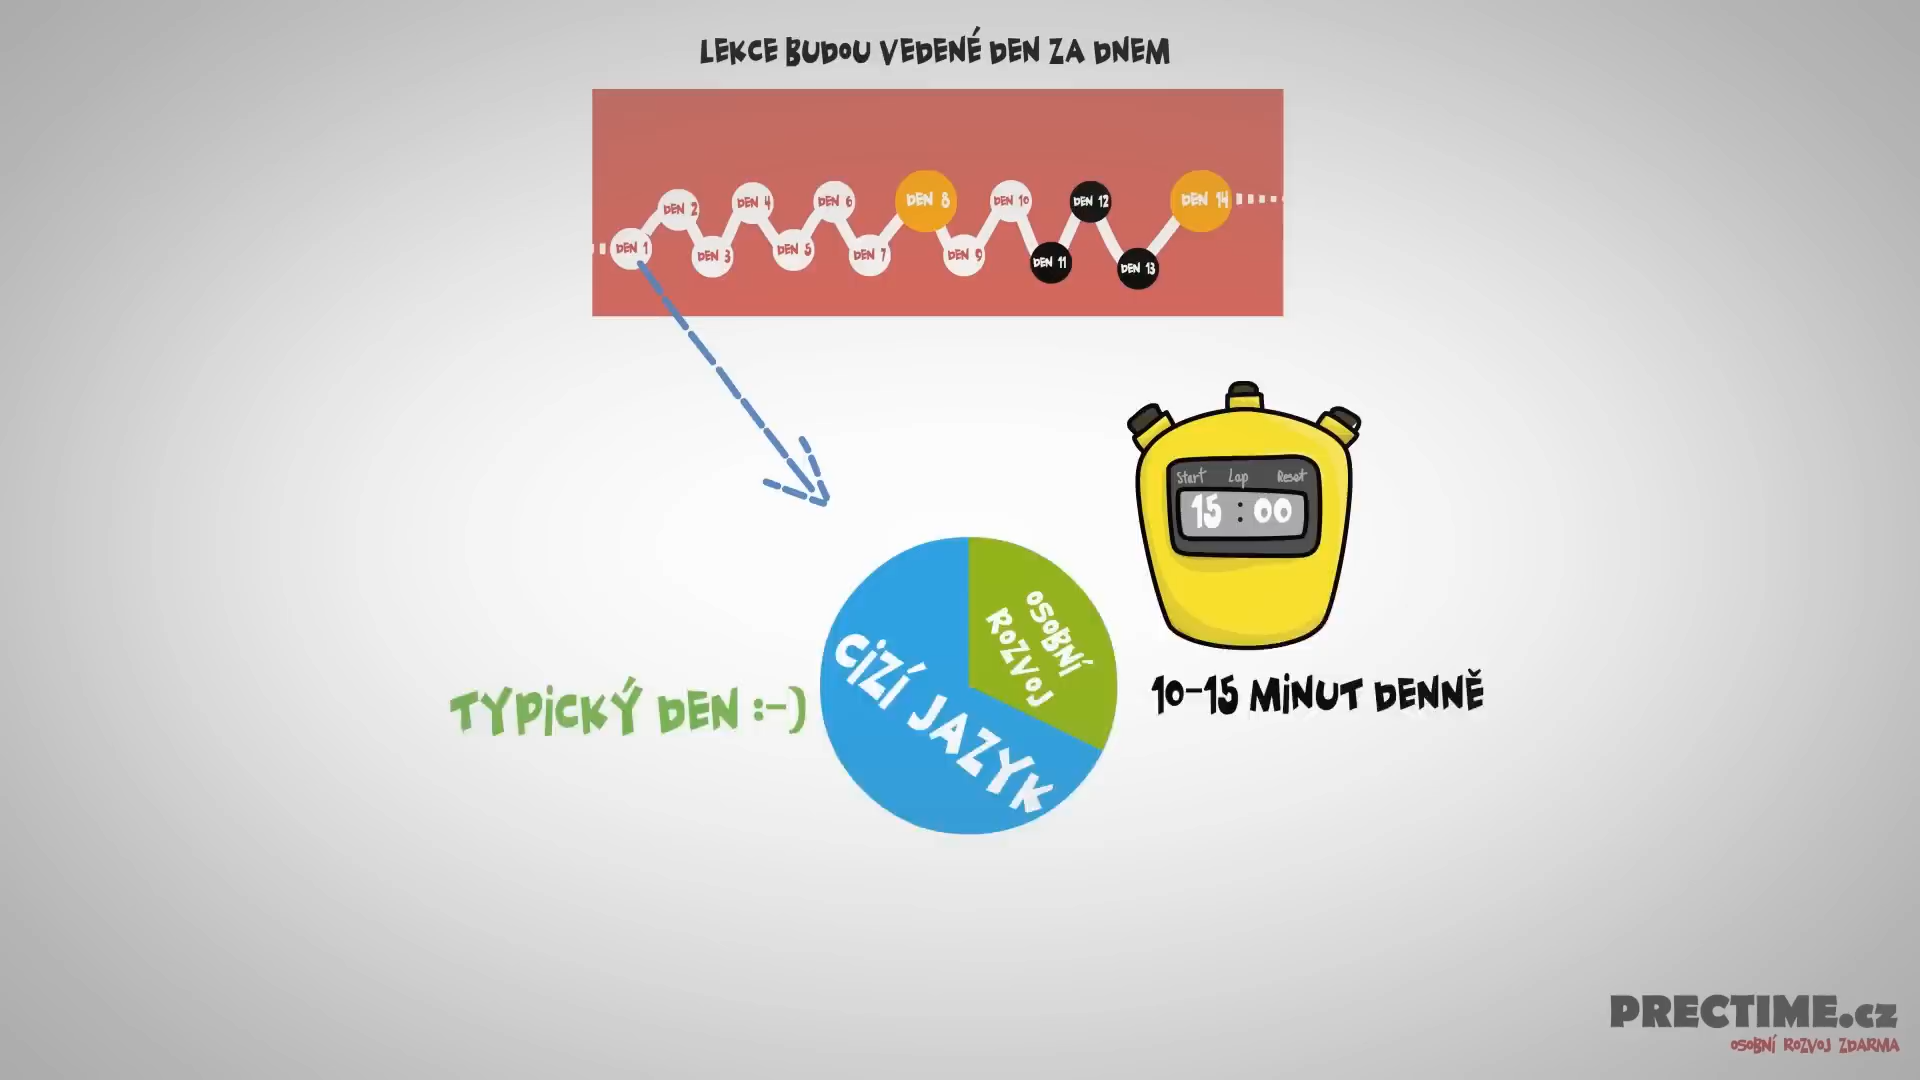 LEKCE BUDOU VEDENÉ DEN ZA DNEM
DEN 1
DEN 2
DEN 3
DEN 4
DEN 5
DEN 6
DEN 7
DEN 8
DEN 9
DEN 10
DEN 11
DEN 12
DEN 13
DEN 14
Start Lap Reset
15:00
OSOBNÍ
ROZVOJ
CIZÍ JAZYK
TYPICKÝ DEN :-)
10-15 MINUT DENNĚ
PRECTIME.cz
OSOBNÍ ROZVOJ ZDARMA